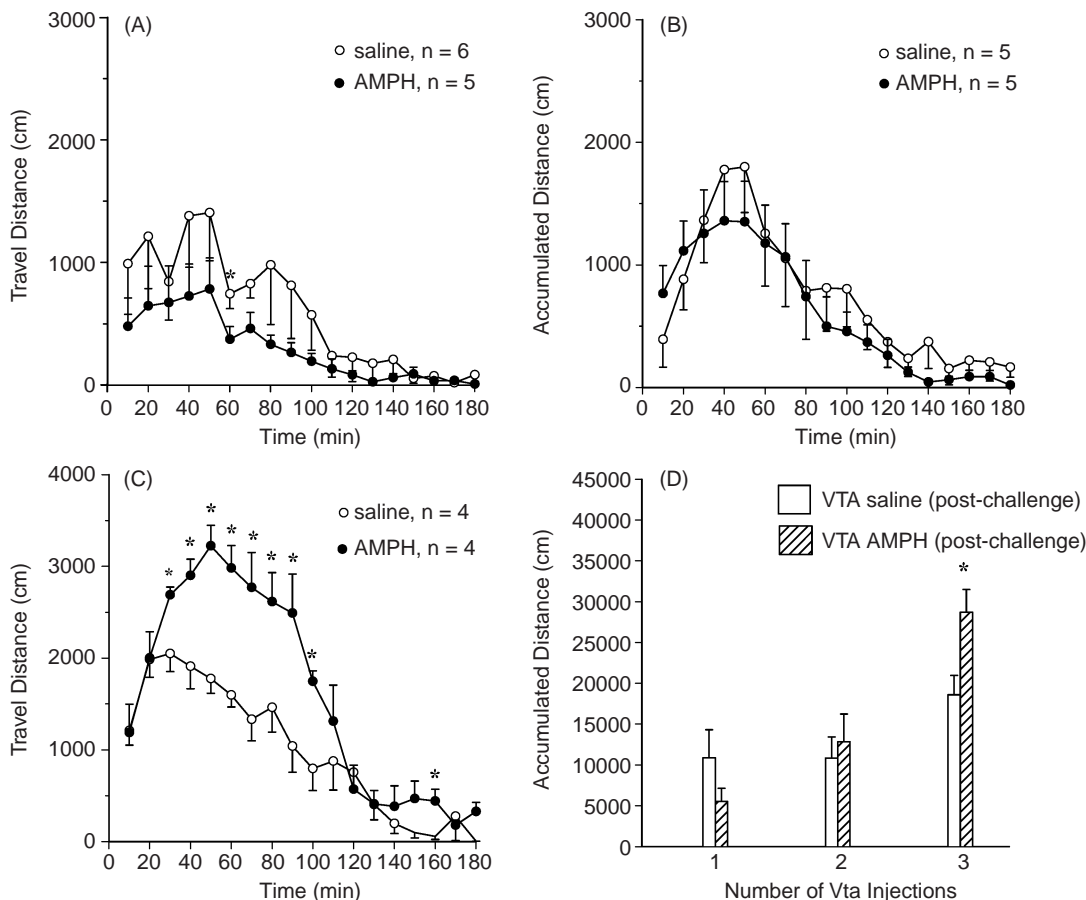 (A)
saline, n = 6
AMPH, n = 5
Travel Distance (cm)
3000
2000
1000
0
*
0 20 40 60 80 100 120 140 160 180
Time (min)
(B)
saline, n = 5
AMPH, n = 5
Accumulated Distance (cm)
3000
2000
1000
0
0 20 40 60 80 100 120 140 160 180
Time (min)
(C)
saline, n = 4
AMPH, n = 4
Travel Distance (cm)
4000
3000
2000
1000
0
* * * * * * * * *
0 20 40 60 80 100 120 140 160 180
Time (min)
(D)
VTA saline (post-challenge)
VTA AMPH (post-challenge)
Accumulated Distance (cm)
45000
40000
35000
30000
25000
20000
15000
10000
5000
0
*
1 2 3
Number of Vta Injections